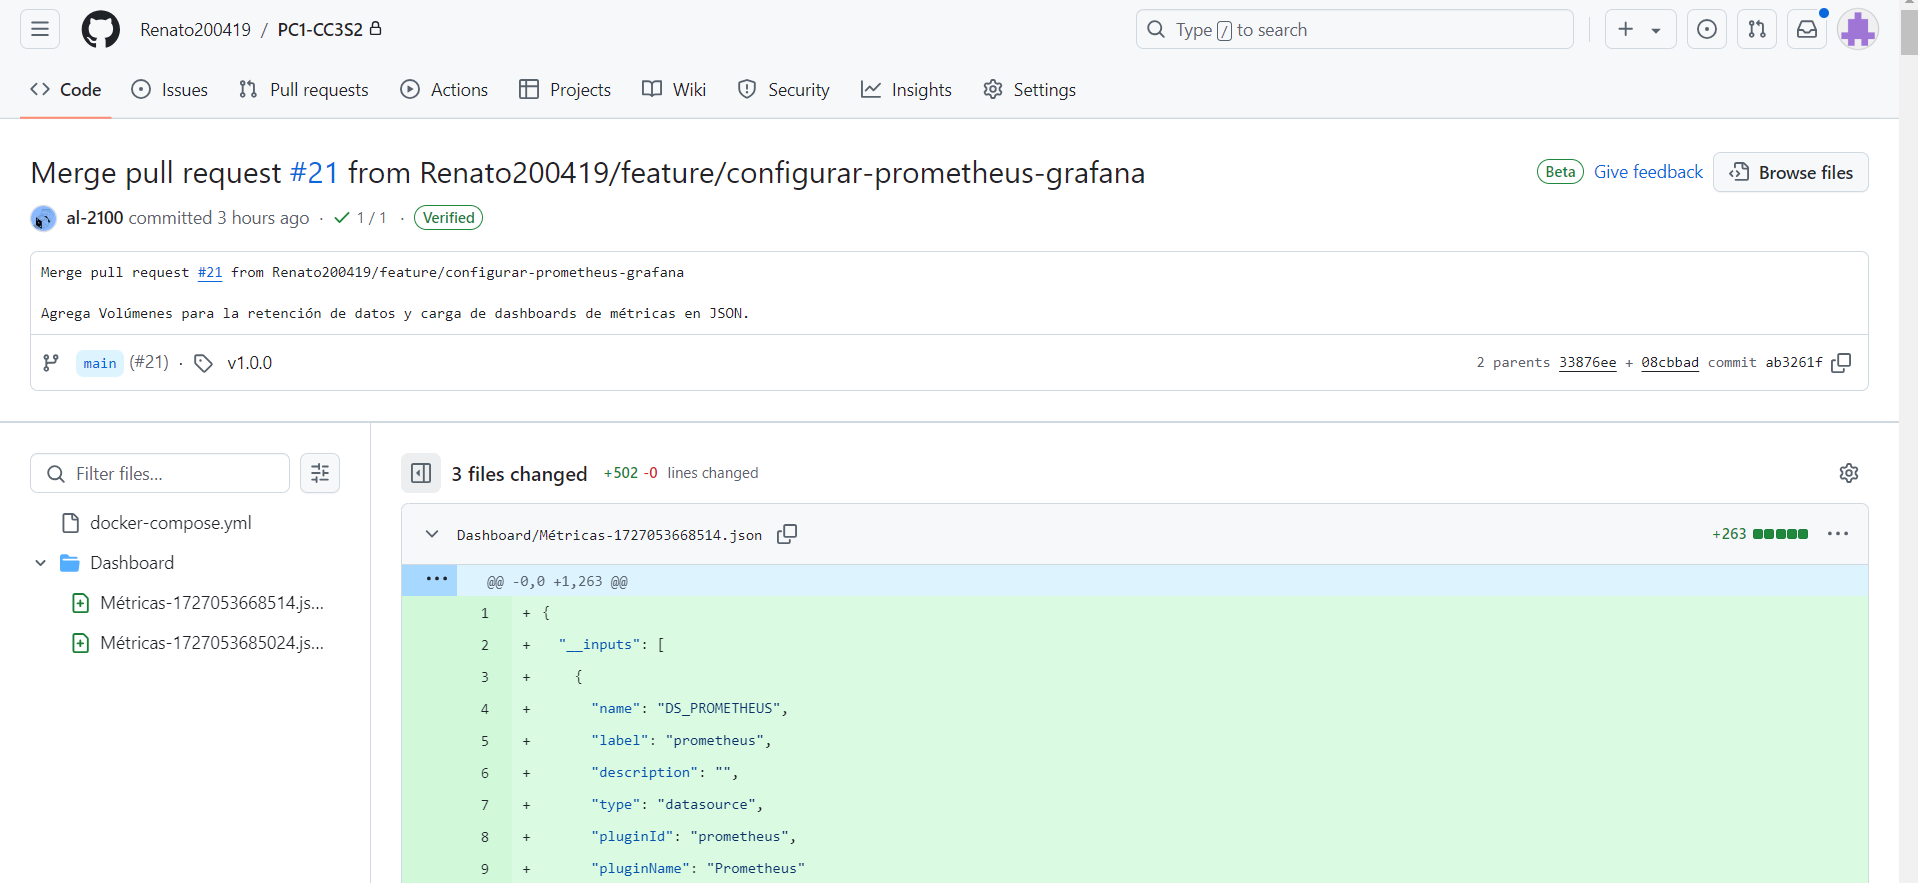 Renato200419 / PC1-CC3S2
Type / to search
Code Issues Pull requests Actions Projects Wiki Security Insights Settings
Merge pull request #21 from Renato200419/feature/configurar-prometheus-grafana
Beta Give feedback Browse files
al-2100 committed 3 hours ago · 1 / 1 · Verified
Merge pull request #21 from Renato200419/feature/configurar-prometheus-grafana
Agrega Volúmenes para la retención de datos y carga de dashboards de métricas en JSON.
main (#21) · v1.0.0
2 parents 33876ee + 08cbbad commit ab3261f
Filter files...
docker-compose.yml
Dashboard
Métricas-1727053668514.js...
Métricas-1727053685024.js...
3 files changed +502 -0 lines changed
Dashboard/Métricas-1727053668514.json
+263
@@ -0,0 +1,263 @@
1 + {
2 + "__inputs": [
3 + {
4 + "name": "DS_PROMETHEUS",
5 + "label": "prometheus",
6 + "description": "",
7 + "type": "datasource",
8 + "pluginId": "prometheus",
9 + "pluginName": "Prometheus"